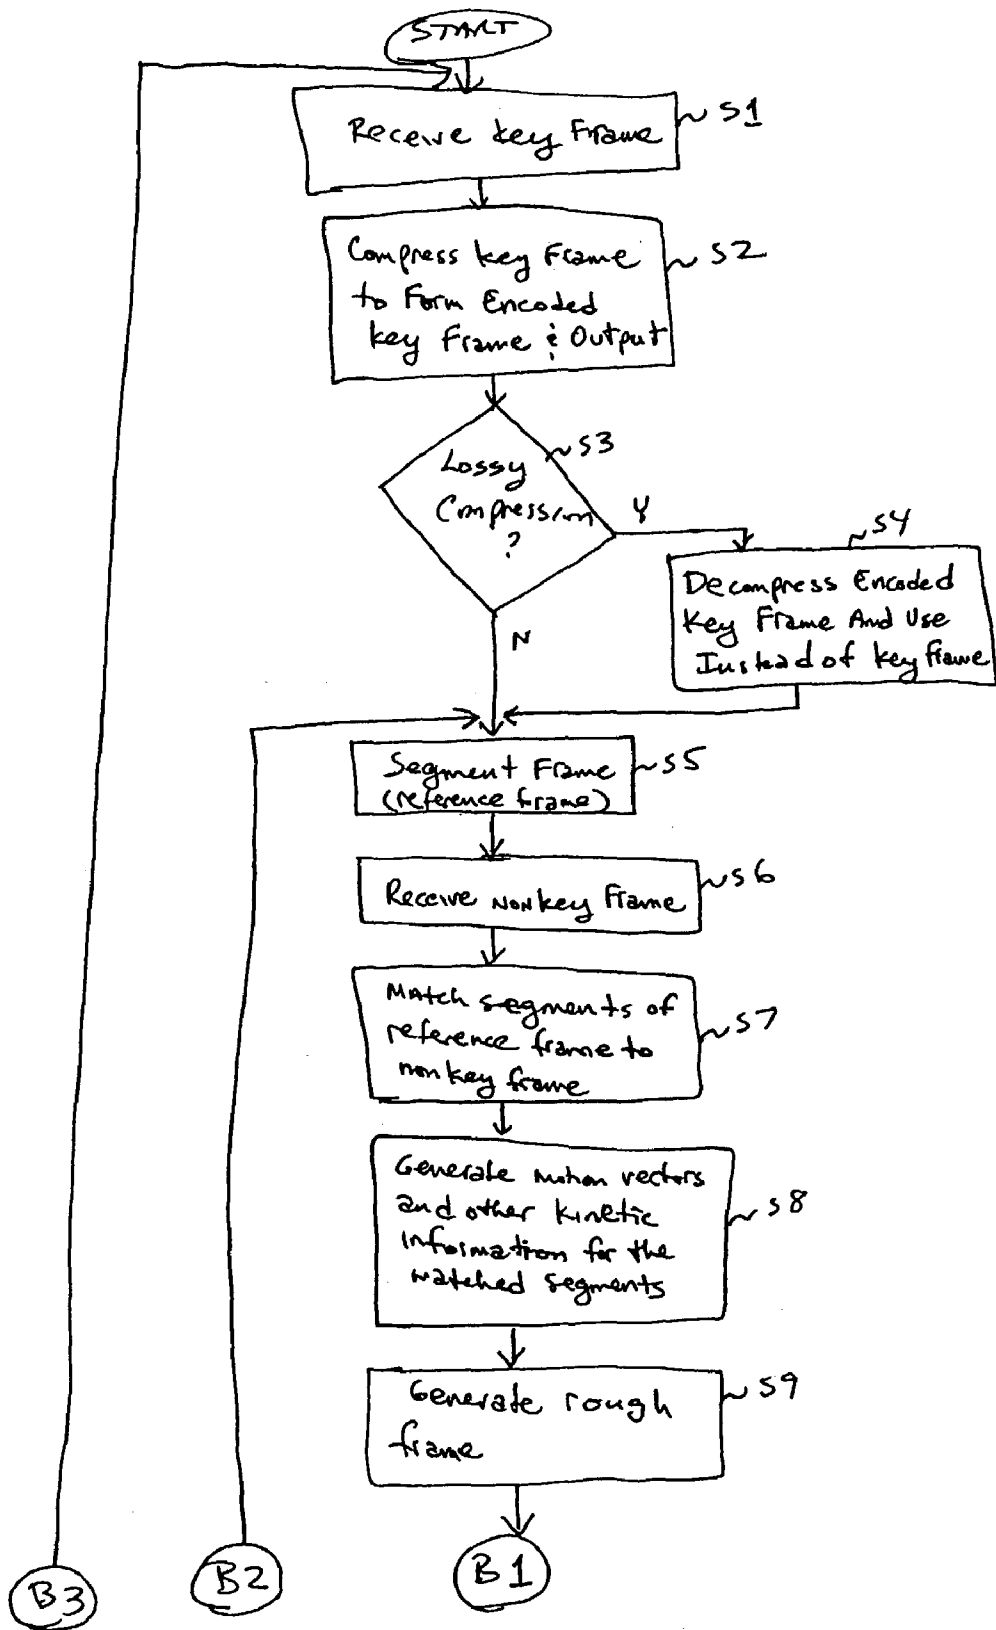 START
Receive key Frame
S1
Compress key Frame
to Form Encoded
key Frame & Output
S2
Lossy
Compression
?
S3
Y
N
S4
Decompress Encoded
Key Frame And Use
Instead of key frame
Segment Frame
(reference frame)
S5
Receive Nonkey Frame
S6
Match segments of
reference frame to
nonkey frame
S7
Generate motion vectors
and other kinetic
information for the
matched segments
S8
Generate rough
frame
S9
B3
B2
B1